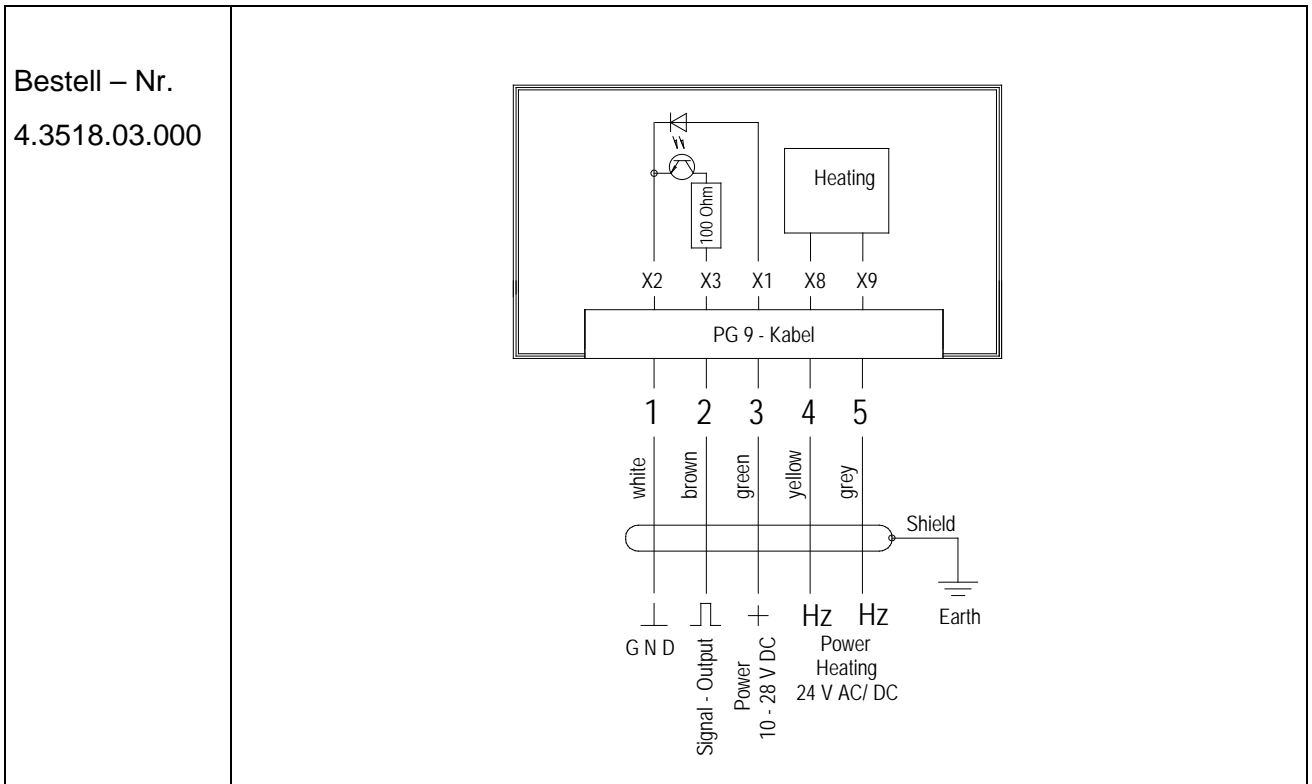 Bestell – Nr.
4.3518.03.000
Heating
100 Ohm
X2 X3 X1 X8 X9
PG 9 - Kabel
1 2 3 4 5
white
brown
green
yellow
grey
Shield
Earth
G N D
Signal - Output
Power
10 - 28 V DC
Hz Hz
Power
Heating
24 V AC/ DC